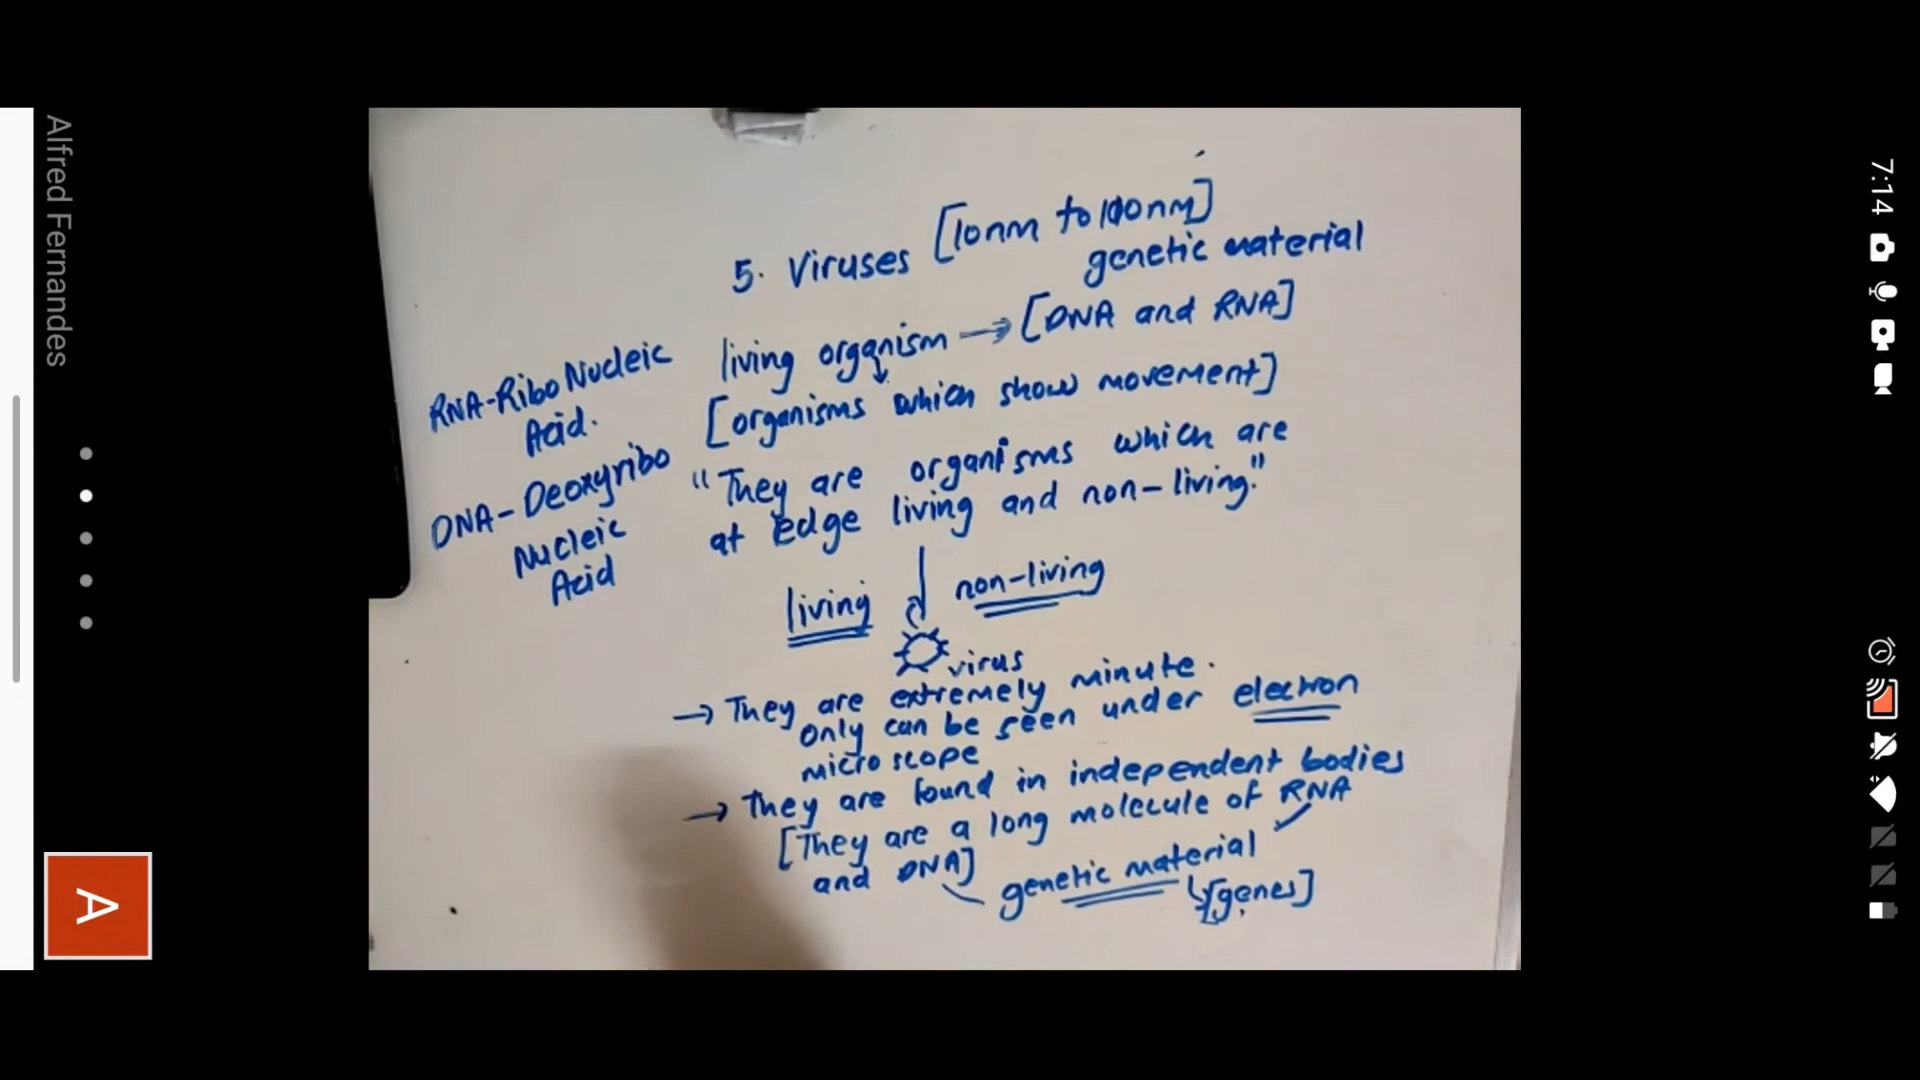 Alfred Fernandes
7:14
5. Viruses [10nm to 100nm]
genetic material
living organism → [DNA and RNA]
[organisms which show movement]
"They are organisms which are
at edge living and non-living."
RNA-Ribo Nucleic
Acid.
DNA-Deoxyribo
Nucleic
Acid
living
non-living
virus
→ They are extremely minute.
only can be seen under electron
microscope
→ They are found in independent bodies
[They are a long molecule of RNA
and DNA]
genetic material
[genes]
A